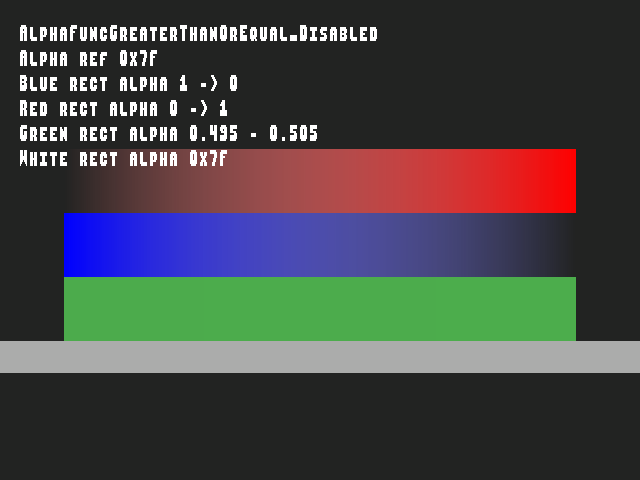 AlphaFuncGreaterThanOrEqual_Disabled
Alpha ref 0x7f
Blue rect alpha 1 -> 0
Red rect alpha 0 -> 1
Green rect alpha 0.495 - 0.505
White rect alpha 0x7f